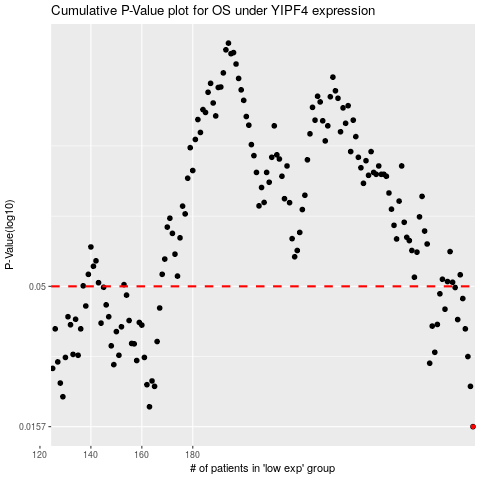 Cumulative P-Value plot for OS under YIPF4 expression
P-Value(log10)
0.05
0.0157
120 140 160 180
# of patients in 'low exp' group